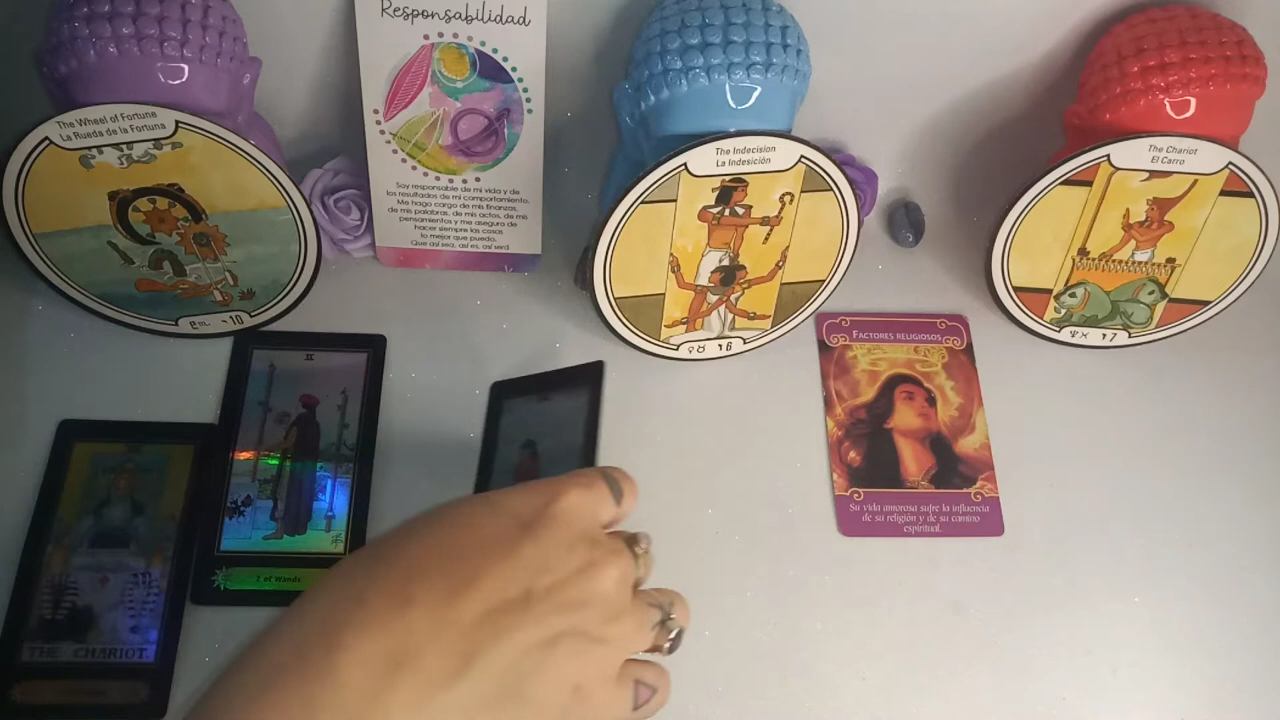 The Wheel of Fortune
La Rueda de la Fortuna
10
Responsabilidad
Soy responsable de mi vida y de
los resultados de mi comportamiento.
Me hago cargo de mis finanzas,
de mis palabras, de mis actos, de mis
pensamientos y me aseguro de
hacer siempre las cosas
lo mejor que puedo.
Que así sea, así es, así será
The Indecision
La Indesición
♀♉ 6
The Chariot
El Carro
♆♓ 7
FACTORES RELIGIOSOS
Su vida amorosa sufre la influencia
de su religión y de su camino
espiritual.
II
2 of Wands
THE CHARIOT.